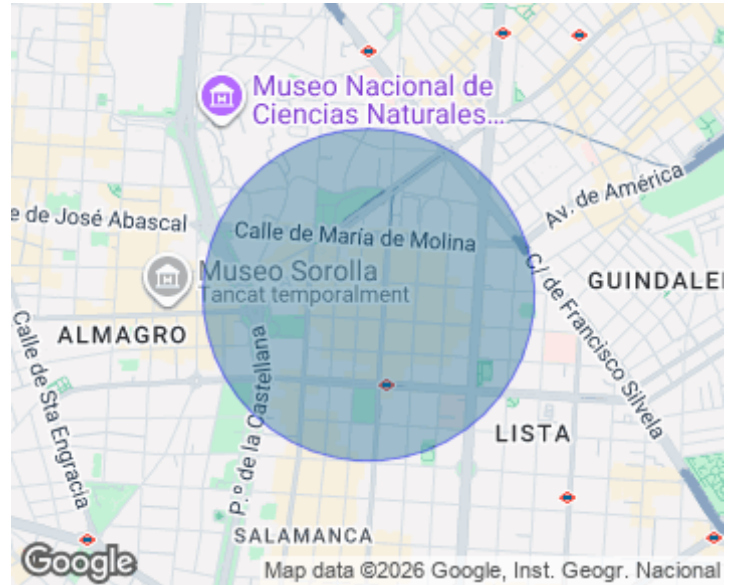 Museo Nacional de
Ciencias Naturales...
Av. de América
e de José Abascal
Calle de María de Molina
Museo Sorolla
Tancat temporalment
C/ de Francisco Silvela
GUINDALE
ALMAGRO
Calle de Sta Engracia
P.º de la Castellana
LISTA
SALAMANCA
Google
Map data ©2026 Google, Inst. Geogr. Nacional